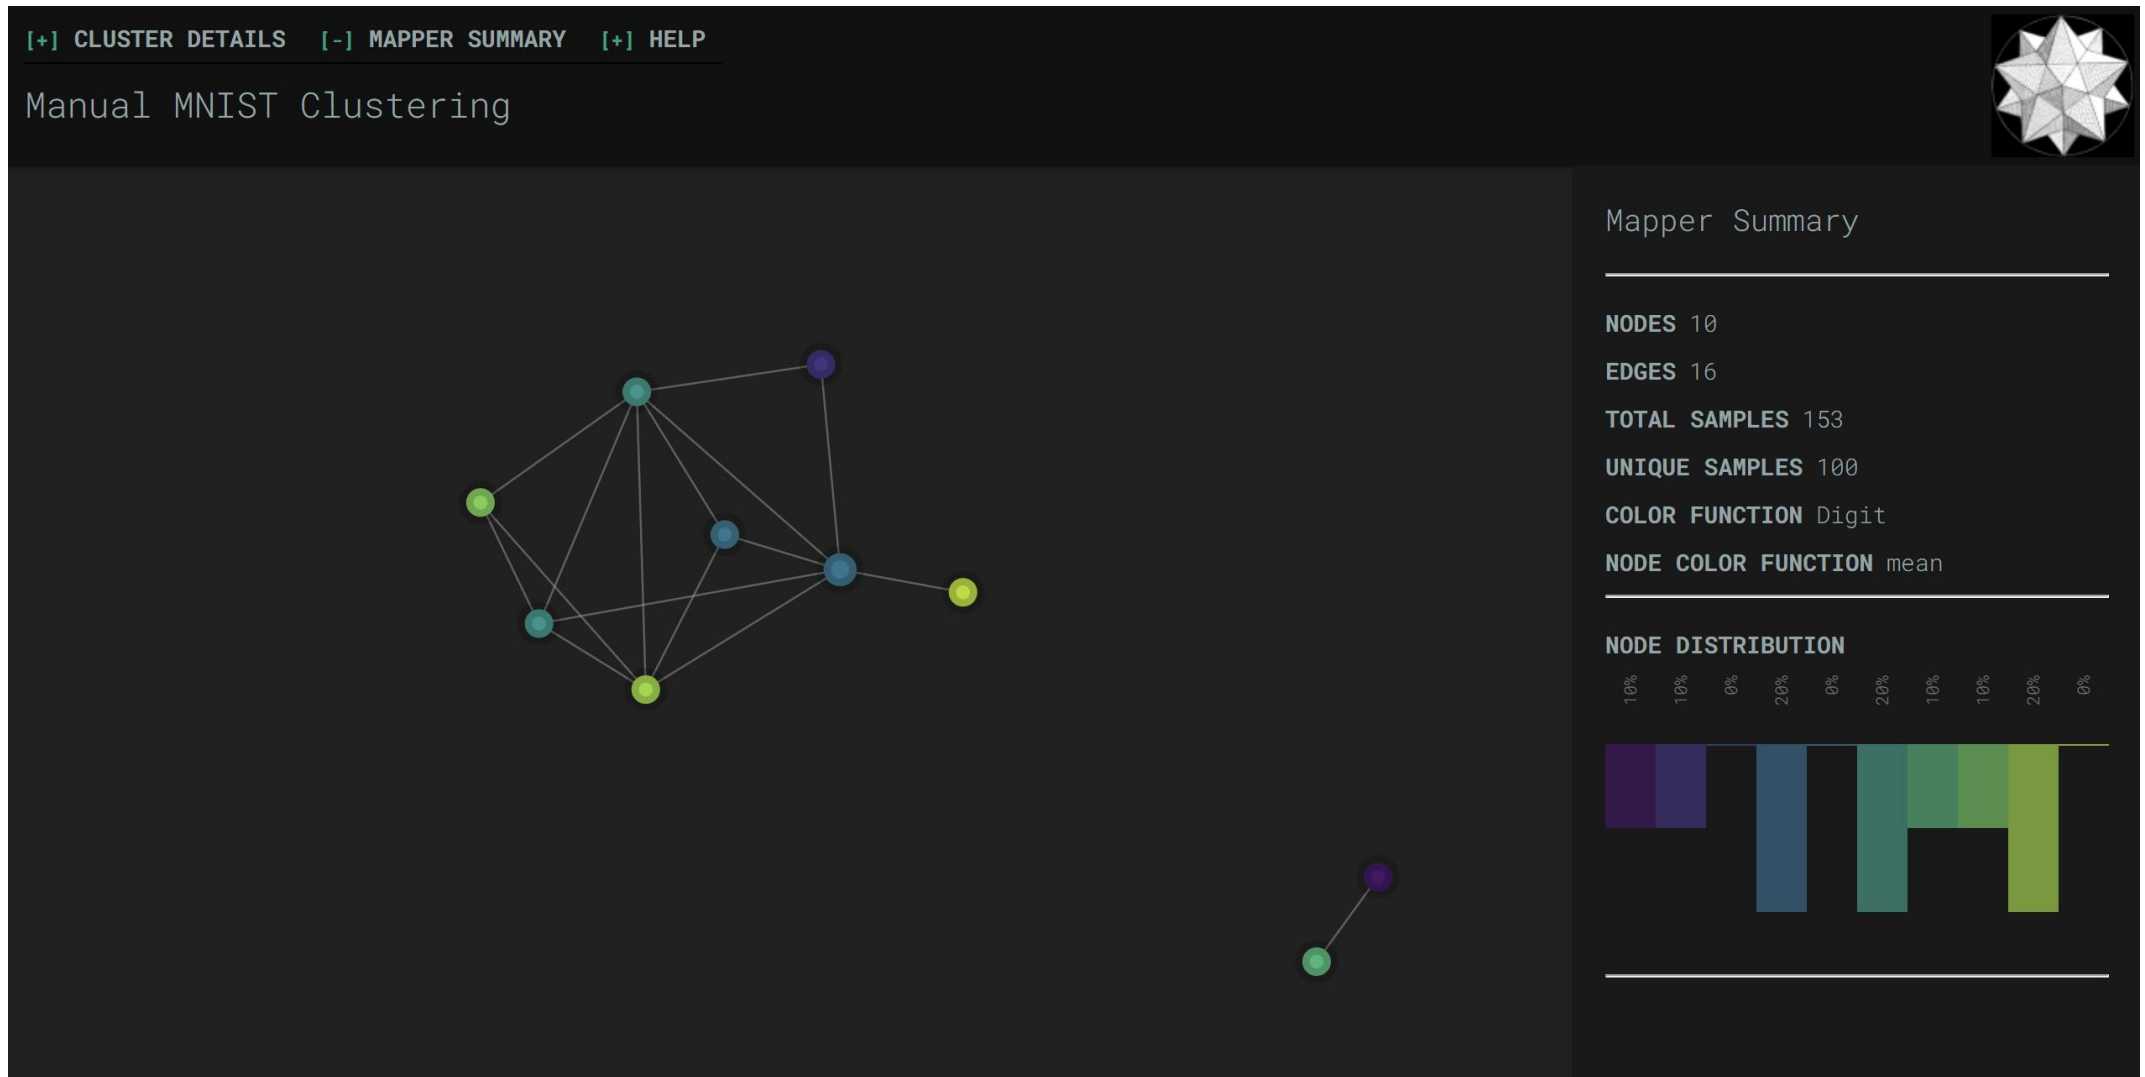 [+] CLUSTER DETAILS [-] MAPPER SUMMARY [+] HELP
Manual MNIST Clustering
Mapper Summary
NODES 10
EDGES 16
TOTAL SAMPLES 153
UNIQUE SAMPLES 100
COLOR FUNCTION Digit
NODE COLOR FUNCTION mean
NODE DISTRIBUTION
10% 10% 0% 20% 0% 20% 10% 10% 20% 0%